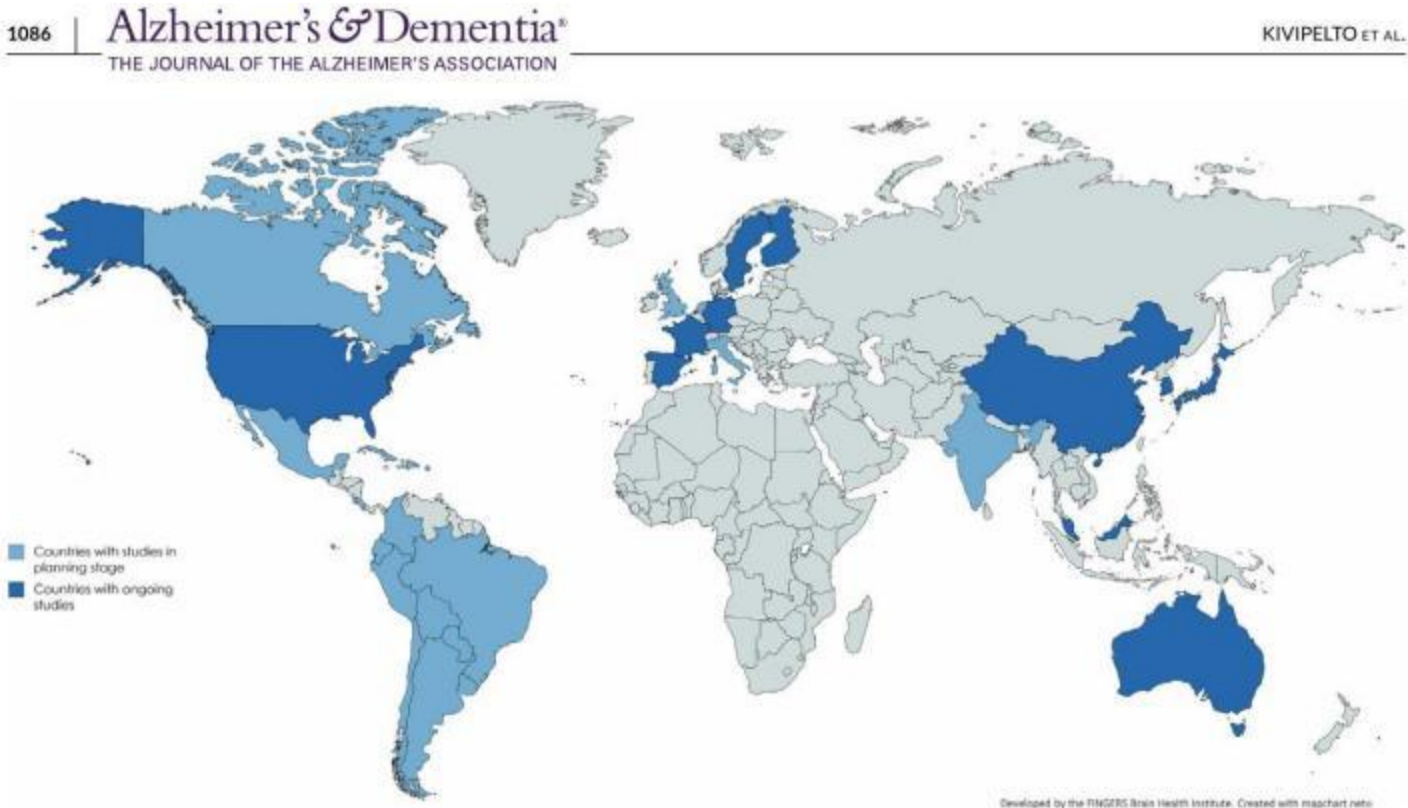 1086
Alzheimer's & Dementia®
THE JOURNAL OF THE ALZHEIMER'S ASSOCIATION
KIVIPELTO ET AL.
Countries with studies in
planning stage
Countries with ongoing
studies
Developed by the FINGERS Brain Health Institute. Created with mapchart